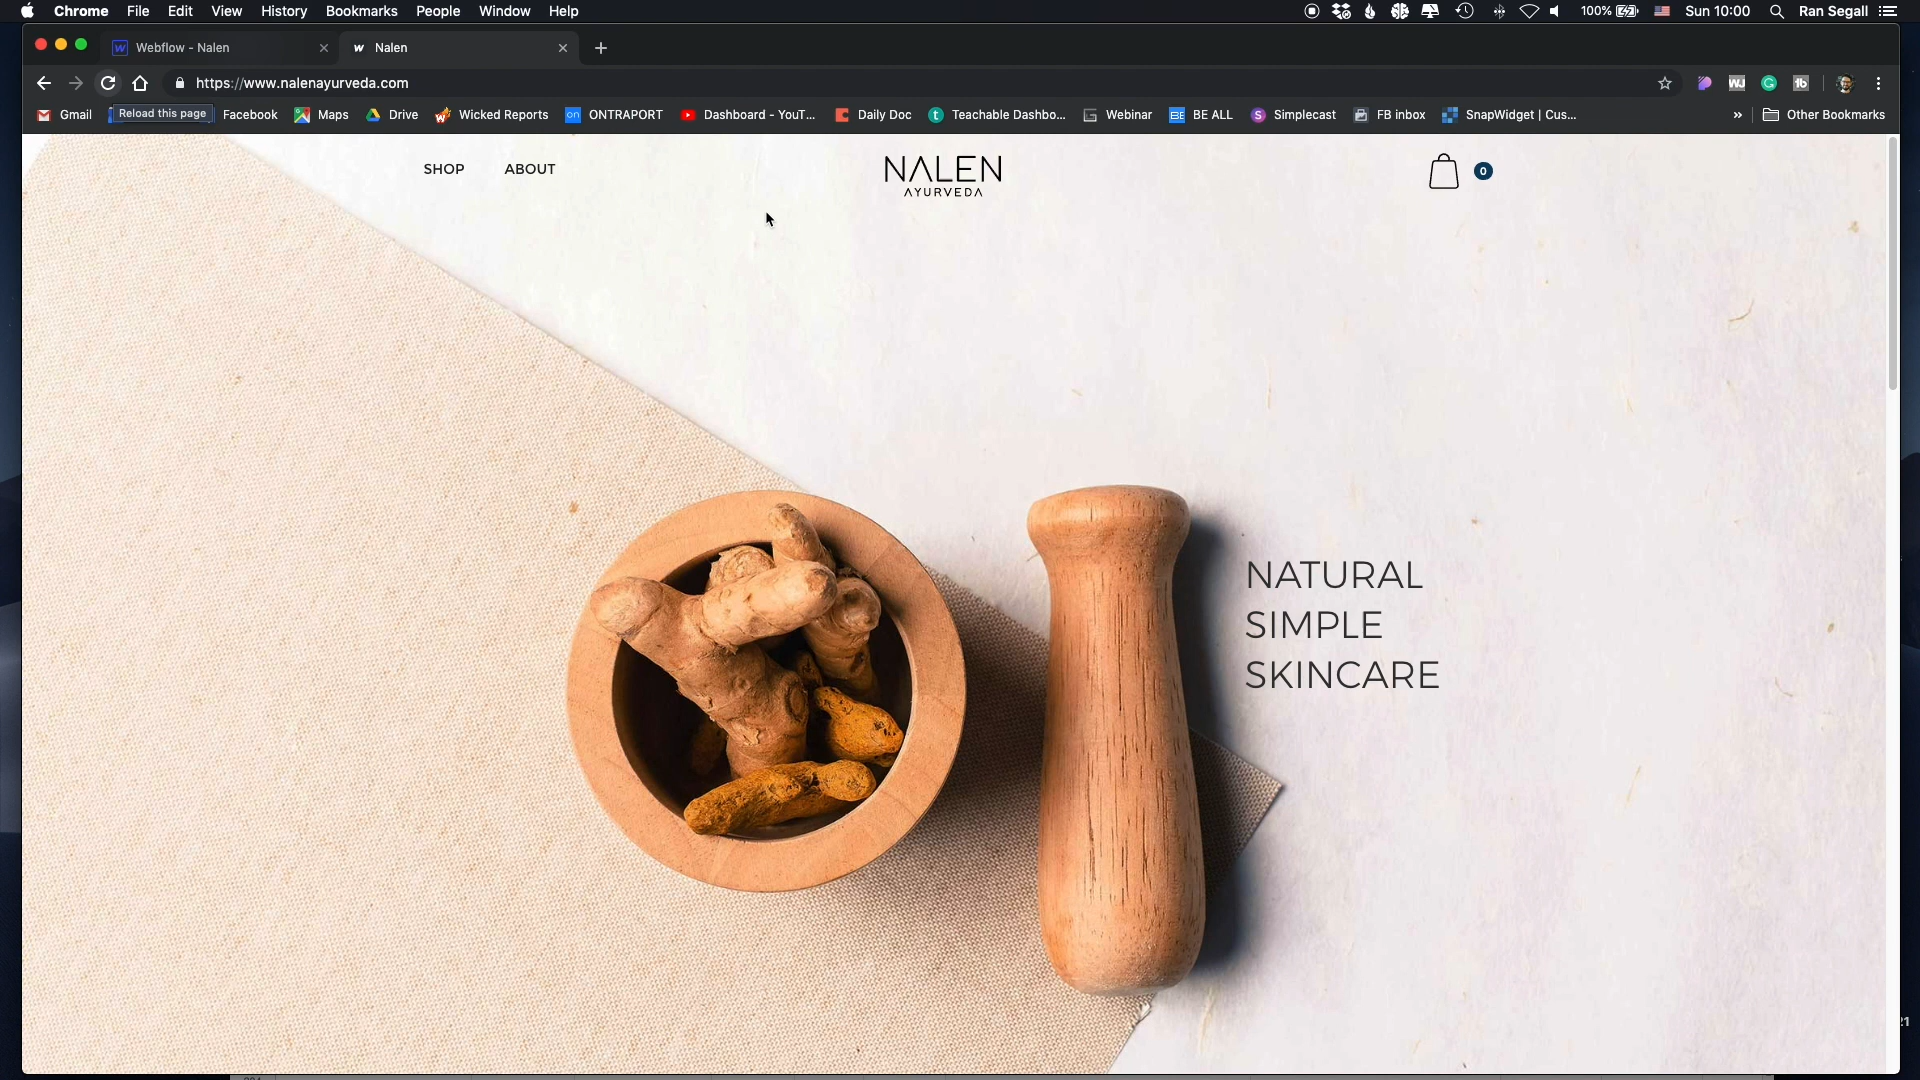 Chrome File Edit View History Bookmarks People Window Help 100% Sun 10:00 Ran Segall
Webflow - Nalen Nalen
https://www.nalenayurveda.com
Gmail Reload this page Facebook Maps Drive Wicked Reports ONTRAPORT Dashboard - YouT... Daily Doc Teachable Dashbo... Webinar BE ALL Simplecast FB inbox SnapWidget | Cus... » Other Bookmarks
SHOP ABOUT NALEN 0
AYURVEDA
NATURAL
SIMPLE
SKINCARE